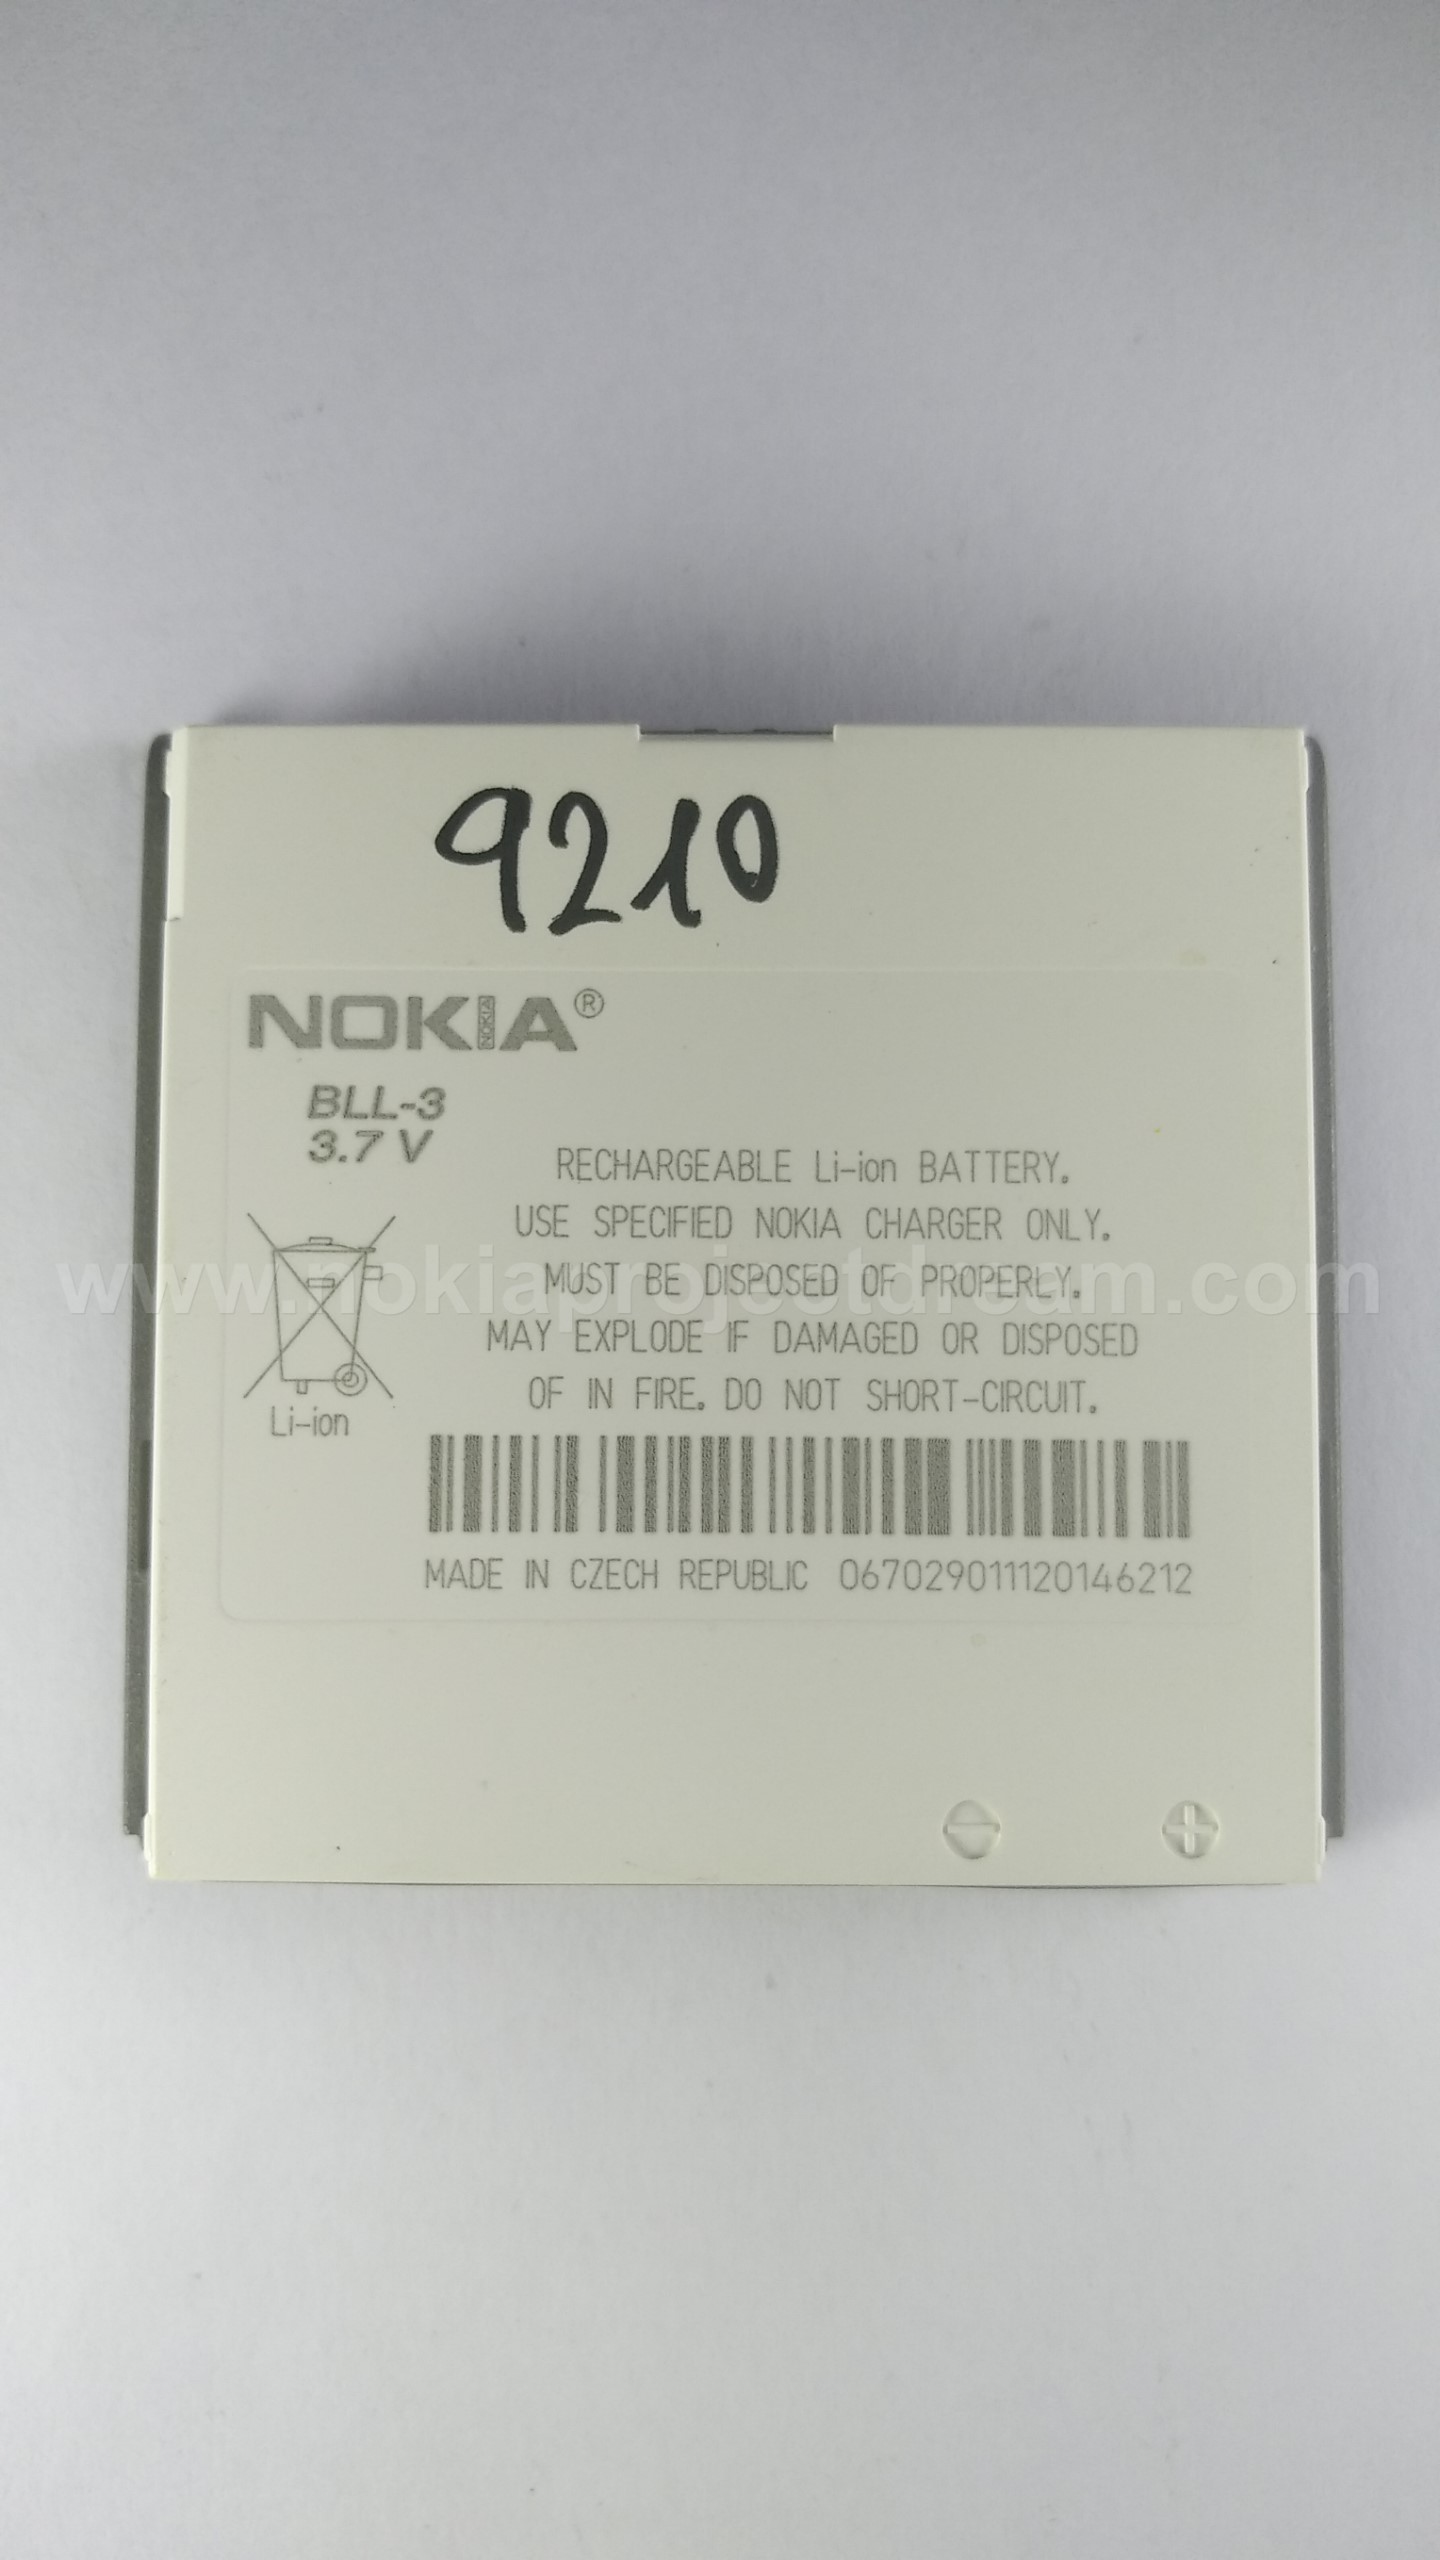 9210
NOKIA®
NOKIA
BLL-3
3.7 V
RECHARGEABLE Li-ion BATTERY.
USE SPECIFIED NOKIA CHARGER ONLY.
MUST BE DISPOSED OF PROPERLY.
MAY EXPLODE IF DAMAGED OR DISPOSED
OF IN FIRE. DO NOT SHORT-CIRCUIT.
Li-ion
MADE IN CZECH REPUBLIC 0670290111120146212
www.nokiaprojectdream.com
- +